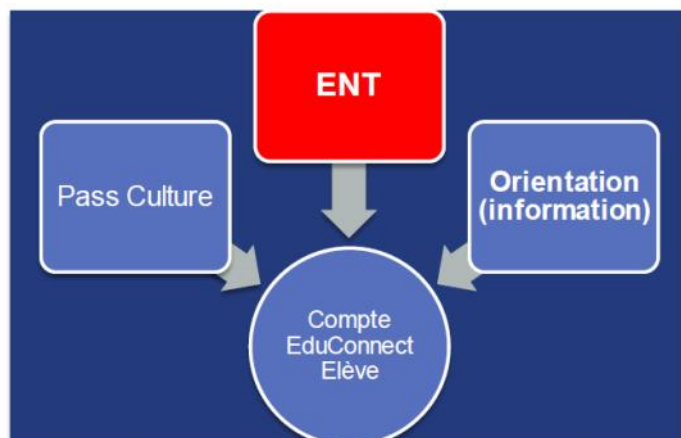 ENT
Pass Culture
Orientation
(information)
Compte
EduConnect
Elève